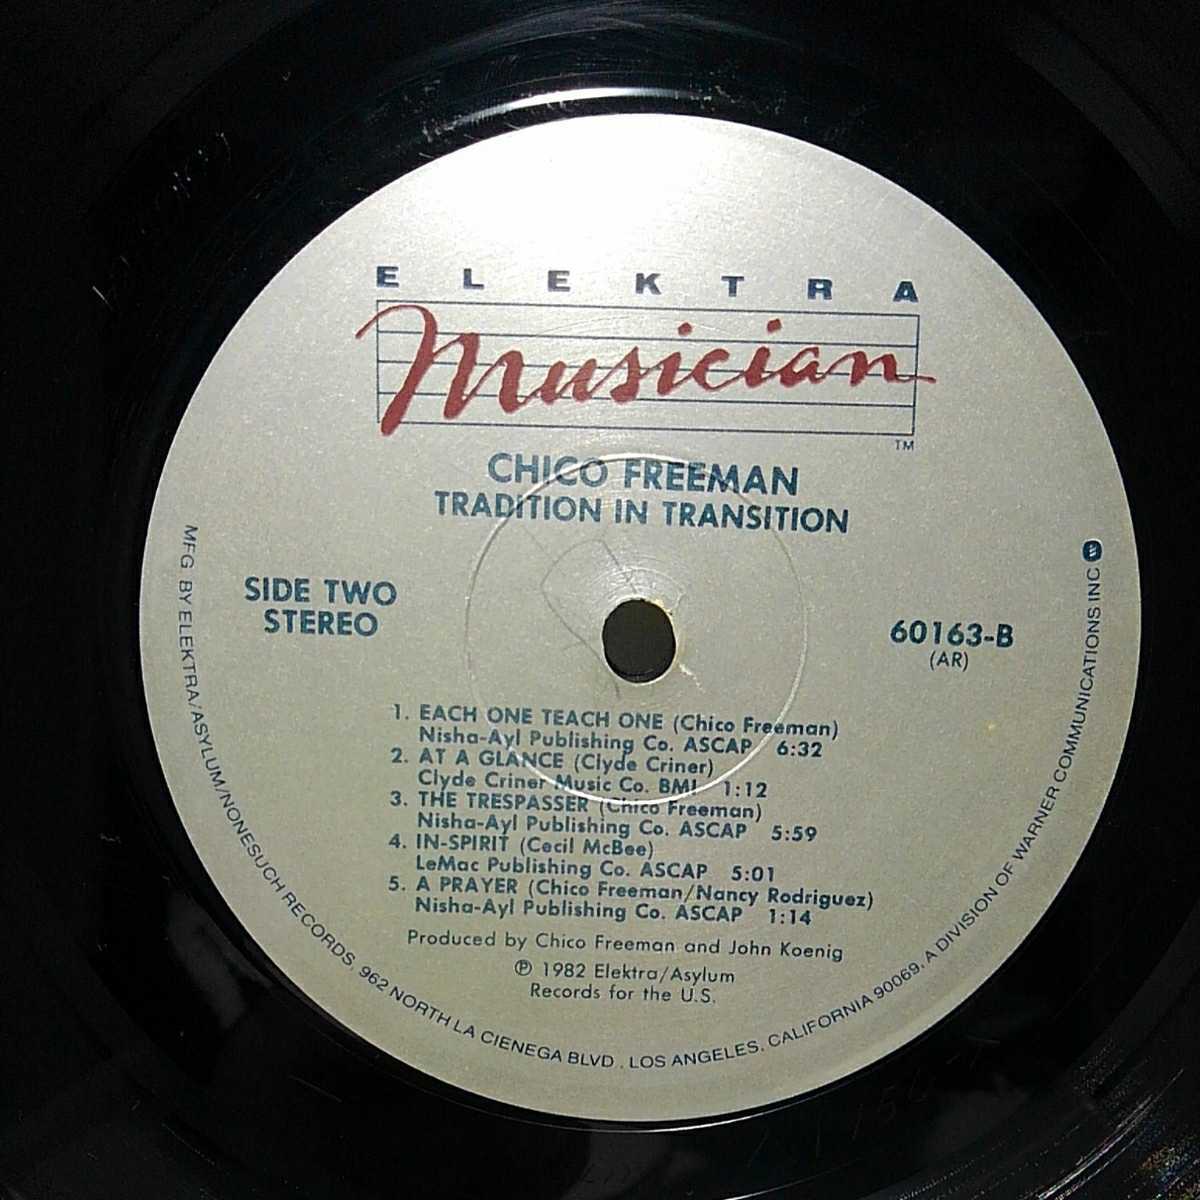 ELEKTRA
Musician
TM
CHICO FREEMAN
TRADITION IN TRANSITION
SIDE TWO
STEREO
60163-B
(AR)
1. EACH ONE TEACH ONE (Chico Freeman)
Nisha-Ayl Publishing Co. ASCAP 6:32
2. AT A GLANCE (Clyde Criner)
Clyde Criner Music Co. BMI 1:12
3. THE TRESPASSER (Chico Freeman)
Nisha-Ayl Publishing Co. ASCAP 5:59
4. IN-SPIRIT (Cecil McBee)
LeMac Publishing Co. ASCAP 5:01
5. A PRAYER (Chico Freeman/Nancy Rodriguez)
Nisha-Ayl Publishing Co. ASCAP 1:14
Produced by Chico Freeman and John Koenig
℗ 1982 Elektra/Asylum
Records for the U.S.
MFG BY ELEKTRA/ASYLUM/NONESUCH RECORDS, 962 NORTH LA CIENEGA BLVD., LOS ANGELES, CALIFORNIA 90069. A DIVISION OF WARNER COMMUNICATIONS INC